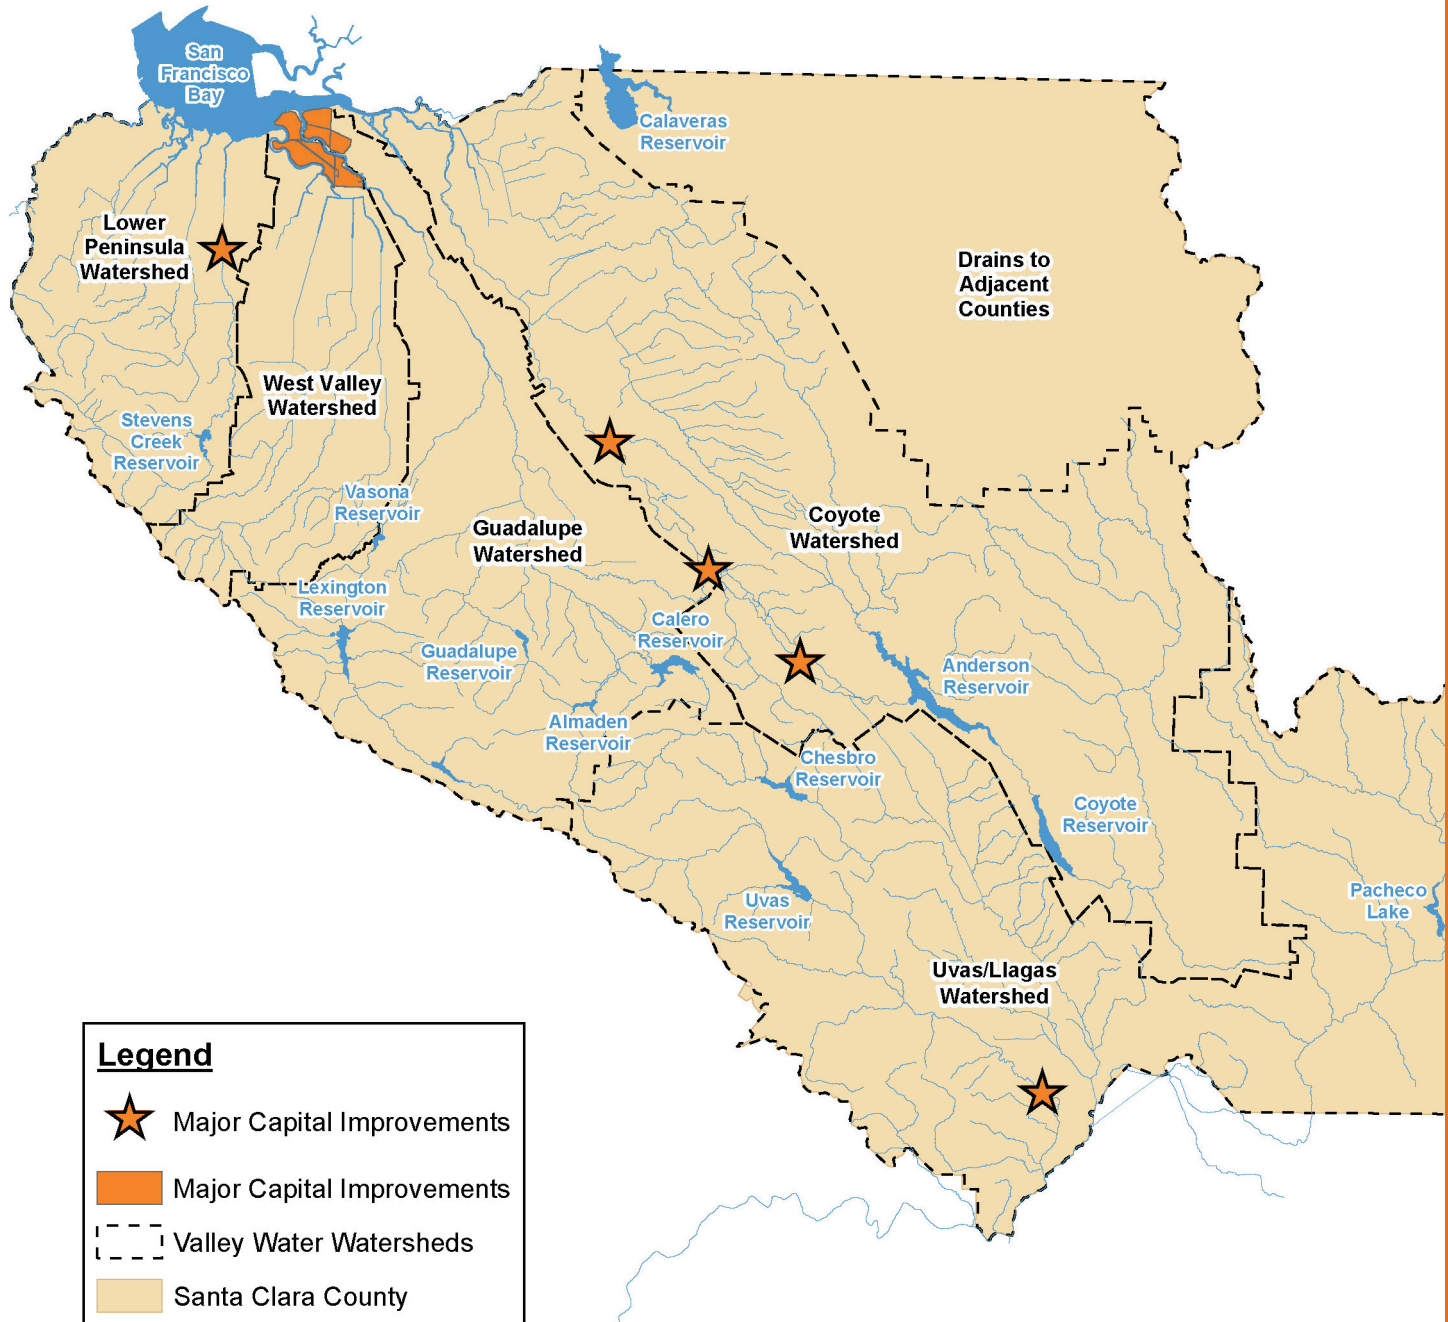 San
Francisco
Bay
Calaveras
Reservoir
Lower
Peninsula
Watershed
Drains to
Adjacent
Counties
West Valley
Watershed
Stevens
Creek
Reservoir
Vasona
Reservoir
Guadalupe
Watershed
Coyote
Watershed
Lexington
Reservoir
Calero
Reservoir
Guadalupe
Reservoir
Anderson
Reservoir
Almaden
Reservoir
Chesbro
Reservoir
Coyote
Reservoir
Uvas
Reservoir
Pacheco
Lake
Uvas/Llagas
Watershed
Legend
Major Capital Improvements
Major Capital Improvements
Valley Water Watersheds
Santa Clara County